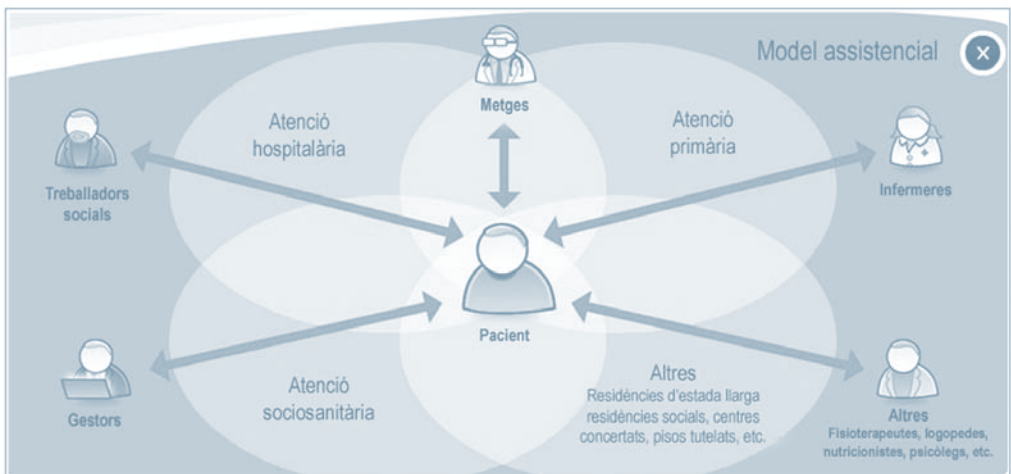 Model assistencial
Metges
Atenció
hospitalària
Atenció
primària
Treballadors
socials
Infermeres
Pacient
Gestors
Atenció
sociosanitària
Altres
Residències d'estada llarga
residències socials, centres
concertats, pisos tutelats, etc.
Altres
Fisioterapeutes, logopedes,
nutricionistes, psicòlegs, etc.